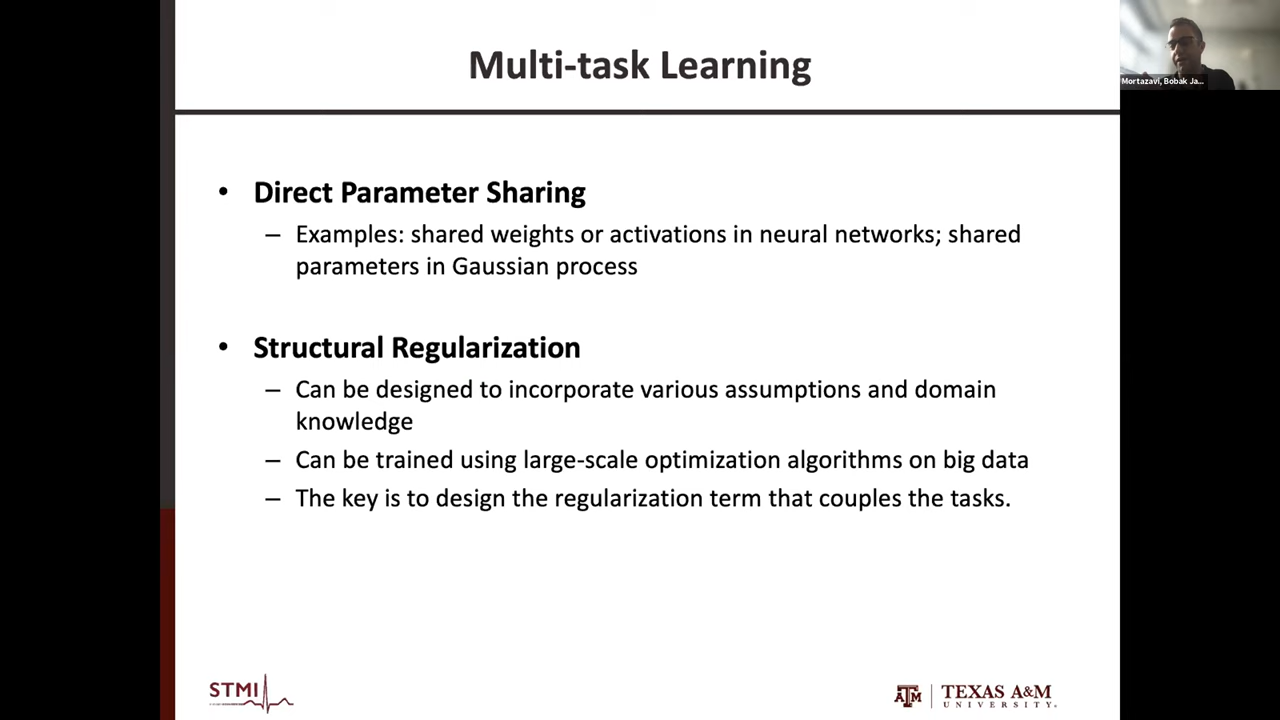 Multi-task Learning
Mortazavi, Bobak Ja...
• Direct Parameter Sharing
– Examples: shared weights or activations in neural networks; shared
parameters in Gaussian process
• Structural Regularization
– Can be designed to incorporate various assumptions and domain
knowledge
– Can be trained using large-scale optimization algorithms on big data
– The key is to design the regularization term that couples the tasks.
STMI
ATM
TEXAS A&M
UNIVERSITY.